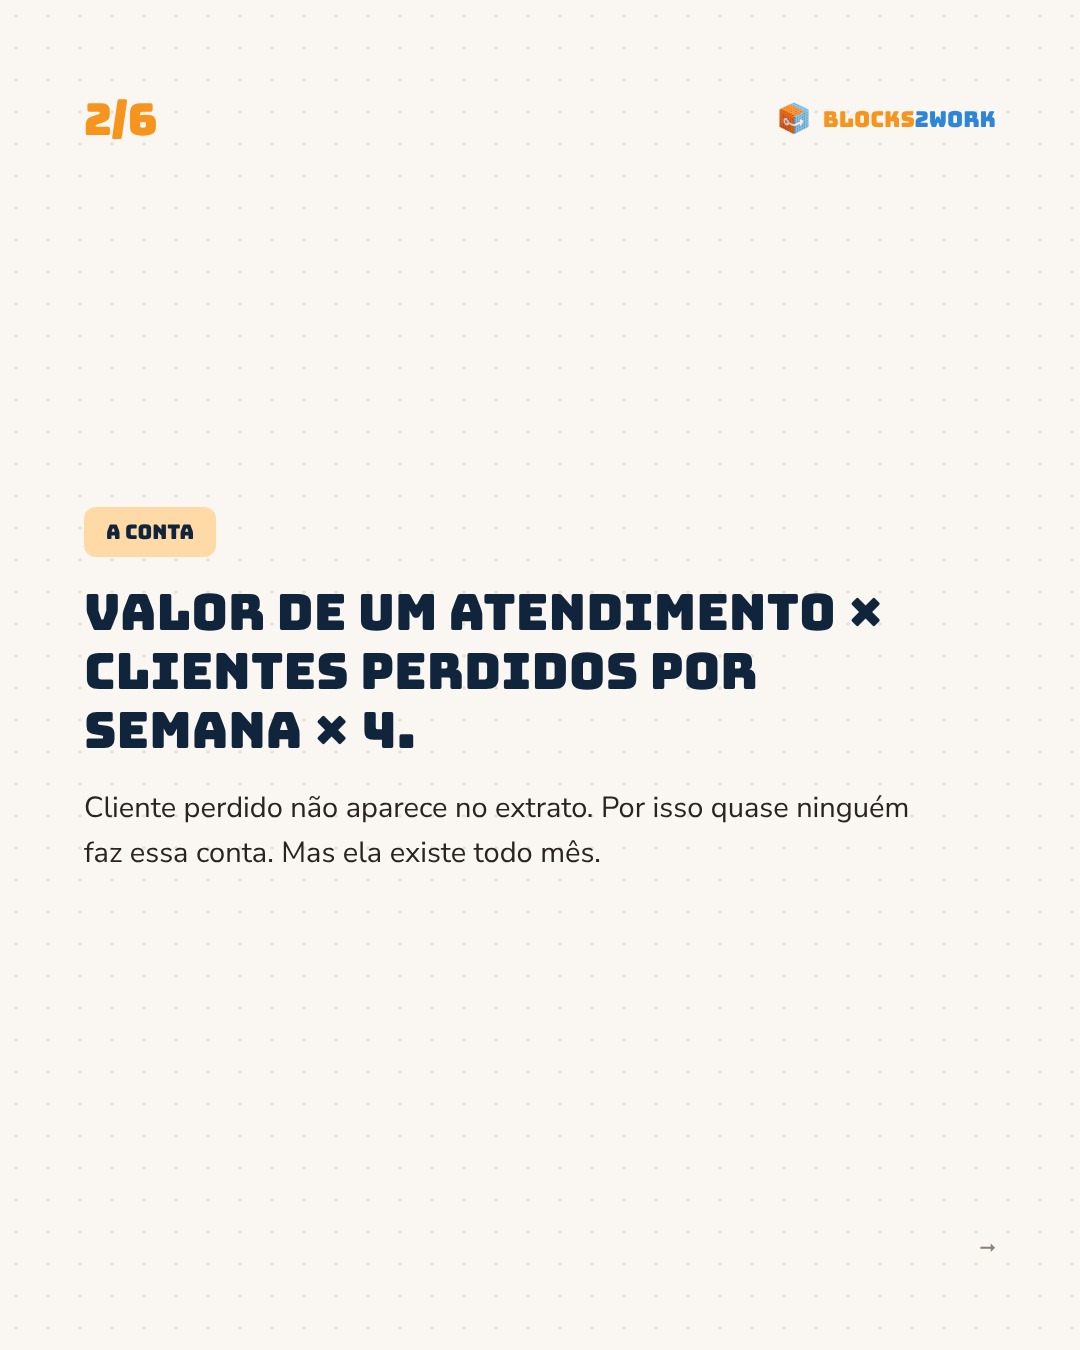 2/6
BLOCKS2WORK
A CONTA
VALOR DE UM ATENDIMENTO ×
CLIENTES PERDIDOS POR
SEMANA × 4.
Cliente perdido não aparece no extrato. Por isso quase ninguém
faz essa conta. Mas ela existe todo mês.
→